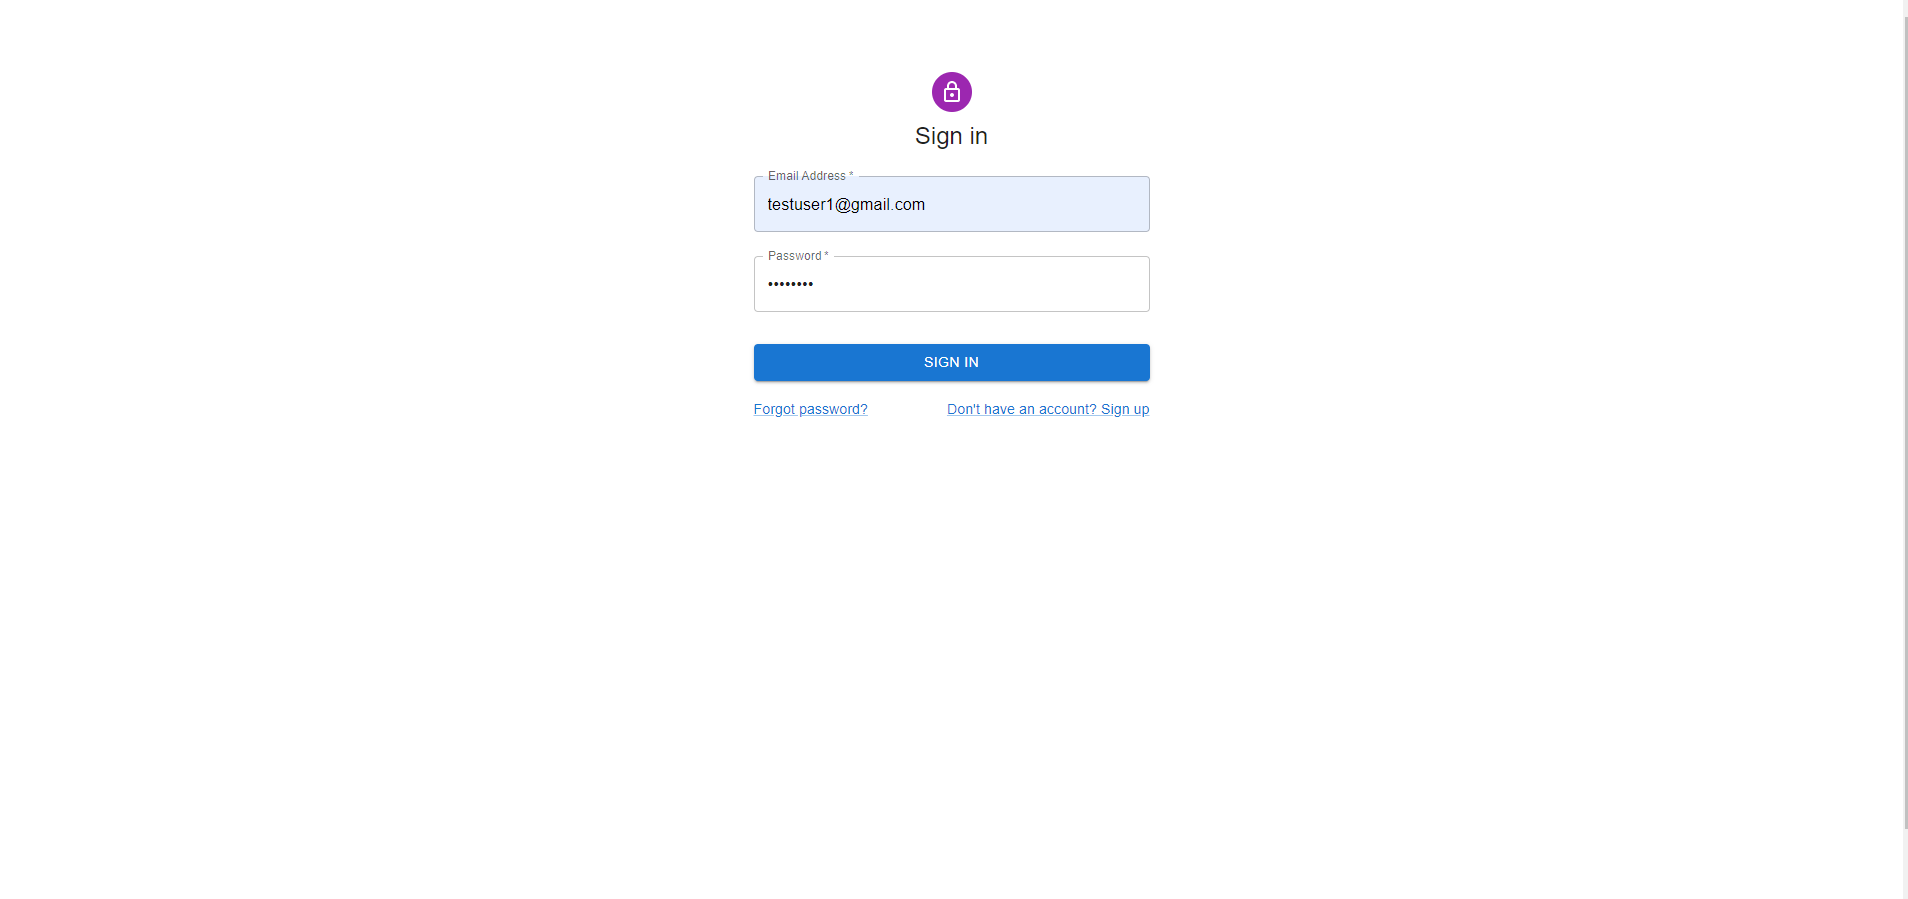 Sign in
Email Address *
testuser1@gmail.com
Password *
••••••••
SIGN IN
Forgot password?
Don't have an account? Sign up